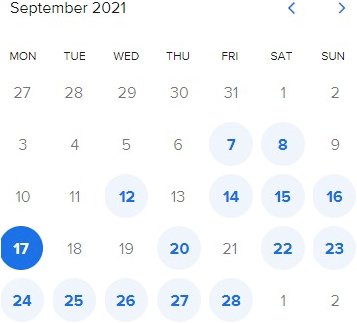 September 2021
MON TUE WED THU FRI SAT SUN
27 28 29 30 31 1 2
3 4 5 6 7 8 9
10 11 12 13 14 15 16
17 18 19 20 21 22 23
24 25 26 27 28 1 2